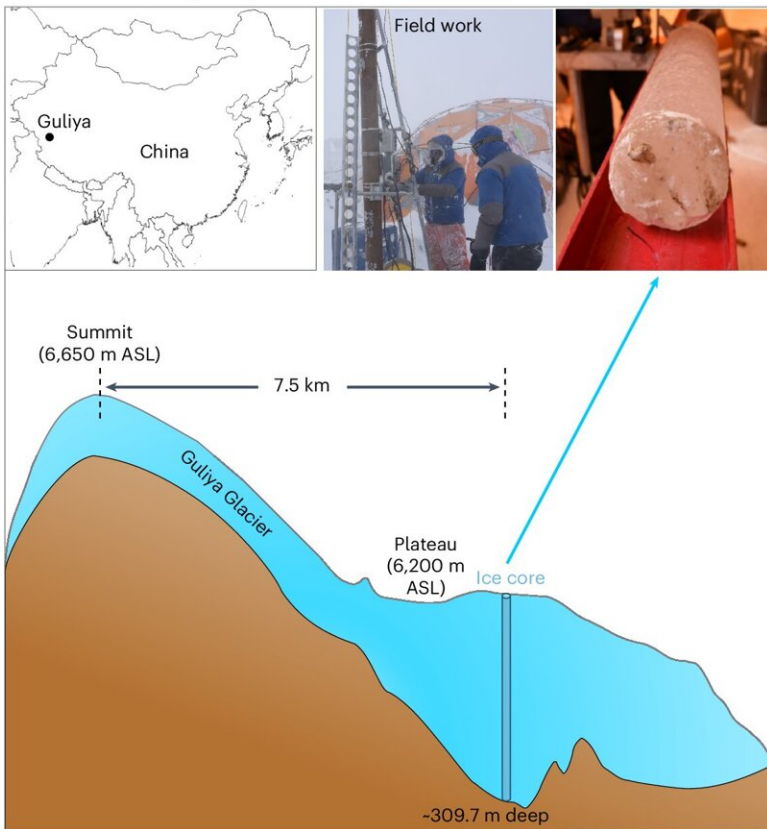 Guliya
China
Field work
Summit
(6,650 m ASL)
7.5 km
Guliya Glacier
Plateau
(6,200 m
ASL)
Ice core
~309.7 m deep